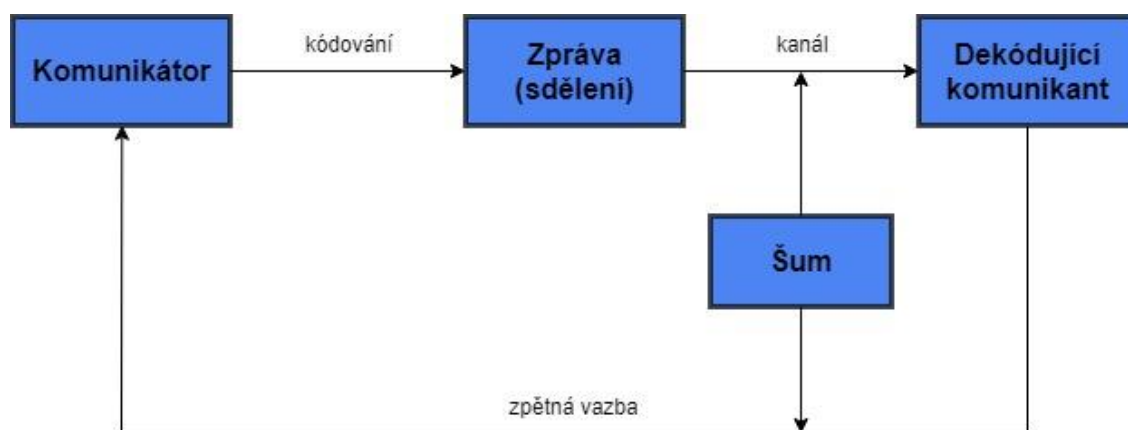 Komunikátor
kódování
Zpráva
(sdělení)
kanál
Dekódující
komunikant
Šum
zpětná vazba